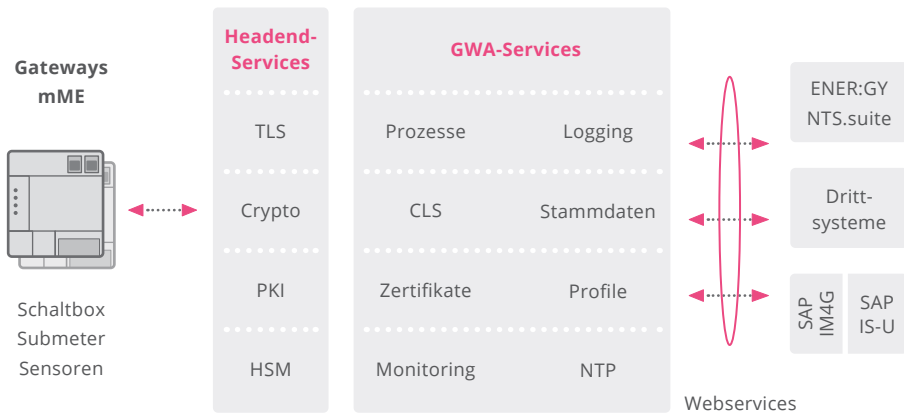 Gateways
mME
Schaltbox
Submeter
Sensoren
Headend-
Services
TLS
Crypto
PKI
HSM
GWA-Services
Prozesse Logging
CLS Stammdaten
Zertifikate Profile
Monitoring NTP
Webservices
ENER:GY
NTS.suite
Dritt-
systeme
SAP
IM4G
SAP
IS-U